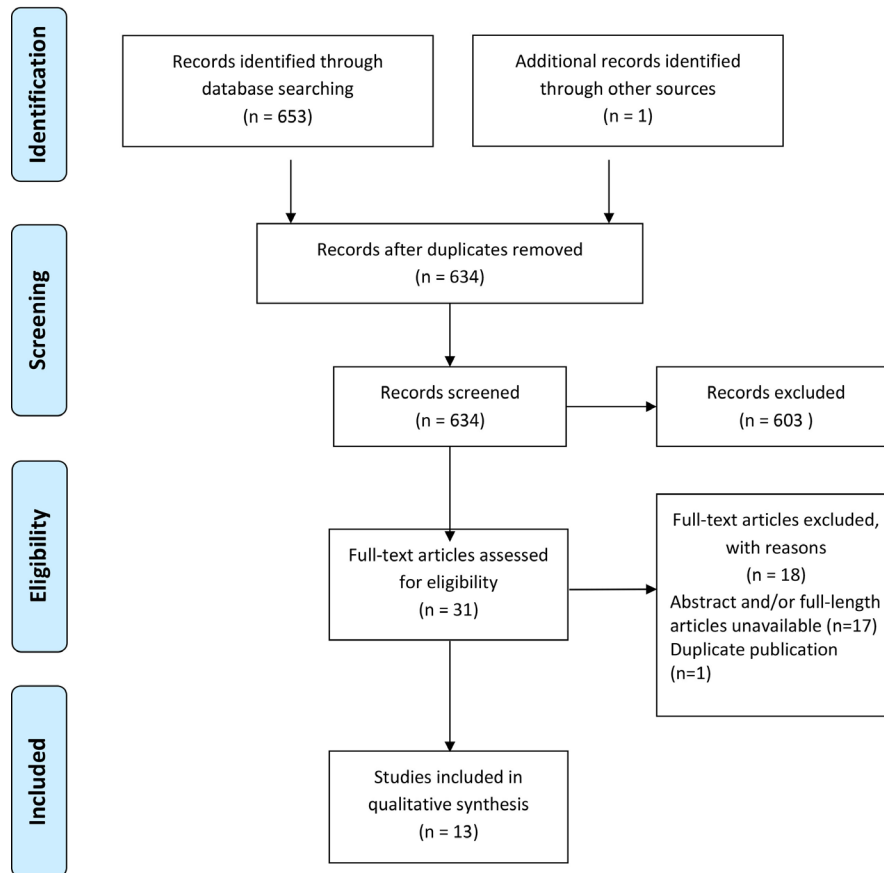 Identification
Records identified through
database searching
(n = 653)
Additional records identified
through other sources
(n = 1)
Screening
Records after duplicates removed
(n = 634)
Records screened
(n = 634)
Records excluded
(n = 603 )
Eligibility
Full-text articles assessed
for eligibility
(n = 31)
Full-text articles excluded,
with reasons
(n = 18)
Abstract and/or full-length
articles unavailable (n=17)
Duplicate publication
(n=1)
Included
Studies included in
qualitative synthesis
(n = 13)